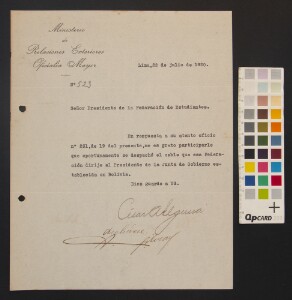 Ministerio
de
Relaciones Exteriores
Oficialía Mayor
Nº 523
Lima, 22 de julio de 1930.
Señor Presidente de la Federación de Estudiantes.
En respuesta a su atento oficio
nº 221, de 19 del presente, me es grato participarle
que oportunamente se despachó el cable que esa Federa-
ción dirije al Presidente de la Junta de Gobierno es-
tablecida en Bolivia.
Dios guarde a Ud.
QPCARD